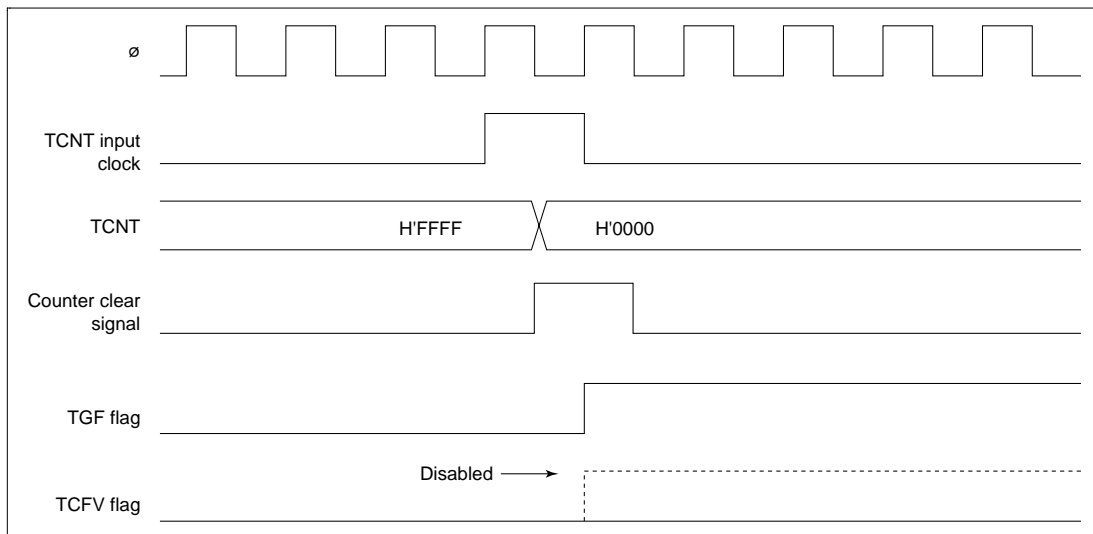 ø
TCNT input
clock
TCNT
H'FFFF
H'0000
Counter clear
signal
TGF flag
Disabled
TCFV flag